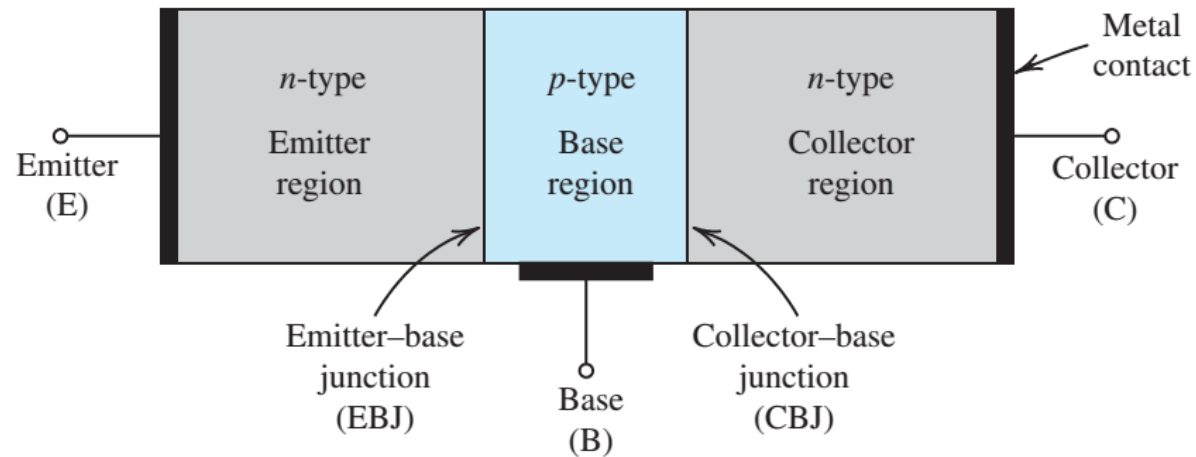 n-type
Emitter
region
p-type
Base
region
n-type
Collector
region
Metal
contact
Emitter
(E)
Collector
(C)
Emitter–base
junction
(EBJ)
Base
(B)
Collector–base
junction
(CBJ)